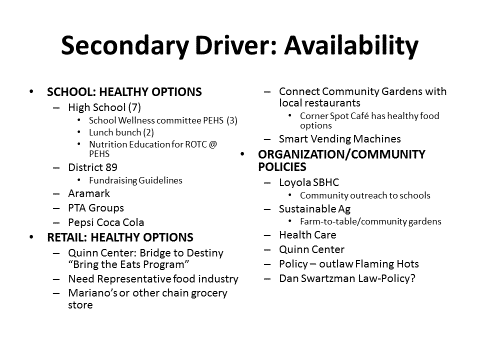 Secondary Driver: Availability
• SCHOOL: HEALTHY OPTIONS
– High School (7)
• School Wellness committee PEHS (3)
• Lunch bunch (2)
• Nutrition Education for ROTC @
PEHS
– District 89
• Fundraising Guidelines
– Aramark
– PTA Groups
– Pepsi Coca Cola
• RETAIL: HEALTHY OPTIONS
– Quinn Center: Bridge to Destiny
“Bring the Eats Program”
– Need Representative food industry
– Mariano’s or other chain grocery
store
– Connect Community Gardens with
local restaurants
• Corner Spot Café has healthy food
options
– Smart Vending Machines
• ORGANIZATION/COMMUNITY
POLICIES
– Loyola SBHC
• Community outreach to schools
– Sustainable Ag
• Farm-to-table/community gardens
– Health Care
– Quinn Center
– Policy – outlaw Flaming Hots
– Dan Swartzman Law-Policy?